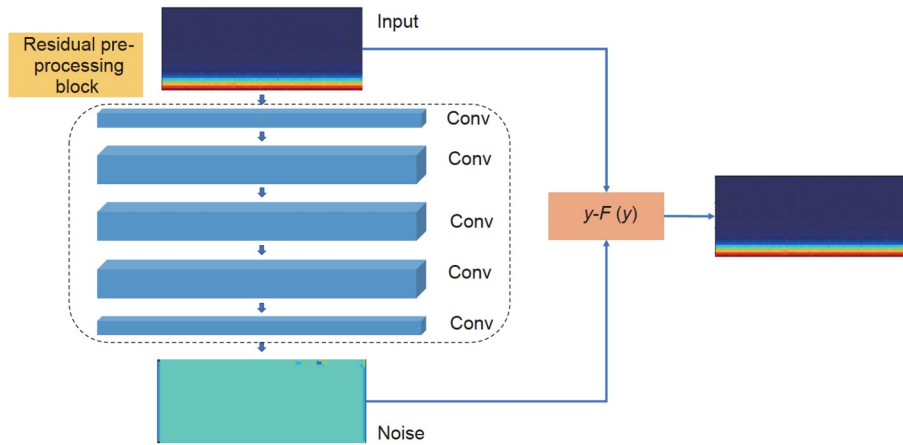 Input
Residual pre-
processing
block
Conv
Conv
Conv
Conv
Conv
y-F (y)
Noise